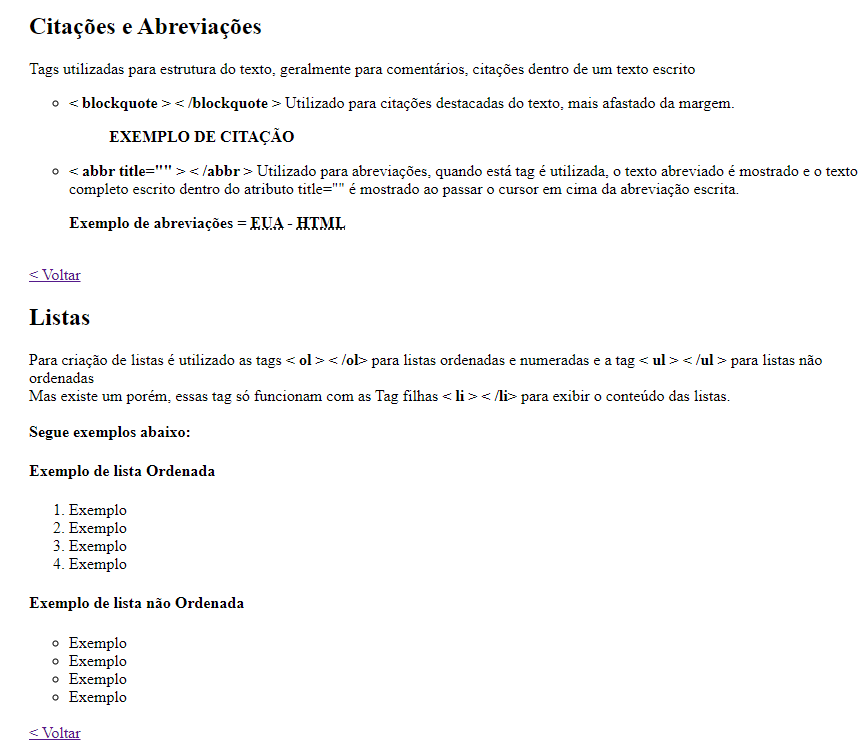 Citações e Abreviações
Tags utilizadas para estrutura do texto, geralmente para comentários, citações dentro de um texto escrito
< blockquote > < /blockquote > Utilizado para citações destacadas do texto, mais afastado da margem.
EXEMPLO DE CITAÇÃO
< abbr title="" > < /abbr > Utilizado para abreviações, quando está tag é utilizada, o texto abreviado é mostrado e o texto
completo escrito dentro do atributo title="" é mostrado ao passar o cursor em cima da abreviação escrita.
Exemplo de abreviações = EUA - HTML
< Voltar
Listas
Para criação de listas é utilizado as tags < ol > < /ol> para listas ordenadas e numeradas e a tag < ul > < /ul > para listas não
ordenadas
Mas existe um porém, essas tag só funcionam com as Tag filhas < li > < /li> para exibir o conteúdo das listas.
Segue exemplos abaixo:
Exemplo de lista Ordenada
1. Exemplo
2. Exemplo
3. Exemplo
4. Exemplo
Exemplo de lista não Ordenada
Exemplo
Exemplo
Exemplo
Exemplo
< Voltar